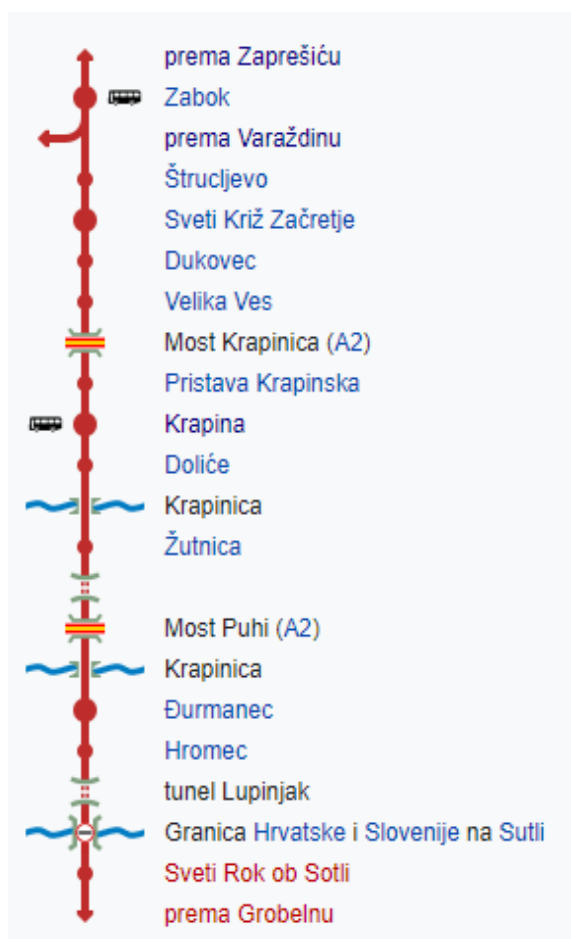 prema Zaprešiću
Zabok
prema Varaždinu
Štrucljevo
Sveti Križ Začretje
Dukovec
Velika Ves
Most Krapinica (A2)
Pristava Krapinska
Krapina
Doliće
Krapinica
Žutnica
Most Puhi (A2)
Krapinica
Đurmanec
Hromec
tunel Lupinjak
Granica Hrvatske i Slovenije na Sutli
Sveti Rok ob Sotli
prema Grobelnu